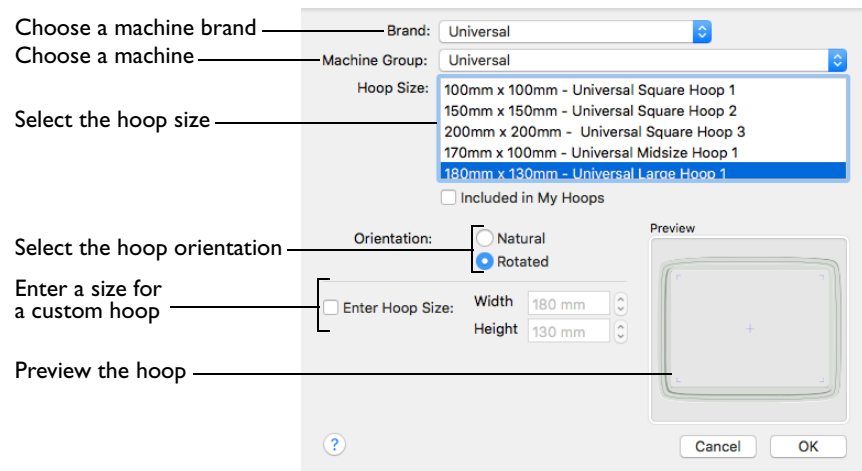 Choose a machine brand
Brand: Universal
Choose a machine
Machine Group: Universal
Hoop Size:
100mm x 100mm - Universal Square Hoop 1
150mm x 150mm - Universal Square Hoop 2
200mm x 200mm -  Universal Square Hoop 3
170mm x 100mm - Universal Midsize Hoop 1
180mm x 130mm - Universal Large Hoop 1
Select the hoop size
Included in My Hoops
Select the hoop orientation
Orientation:
Natural
Rotated
Preview
Enter a size for
a custom hoop
Enter Hoop Size:
Width 180 mm
Height 130 mm
Preview the hoop
?
Cancel
OK